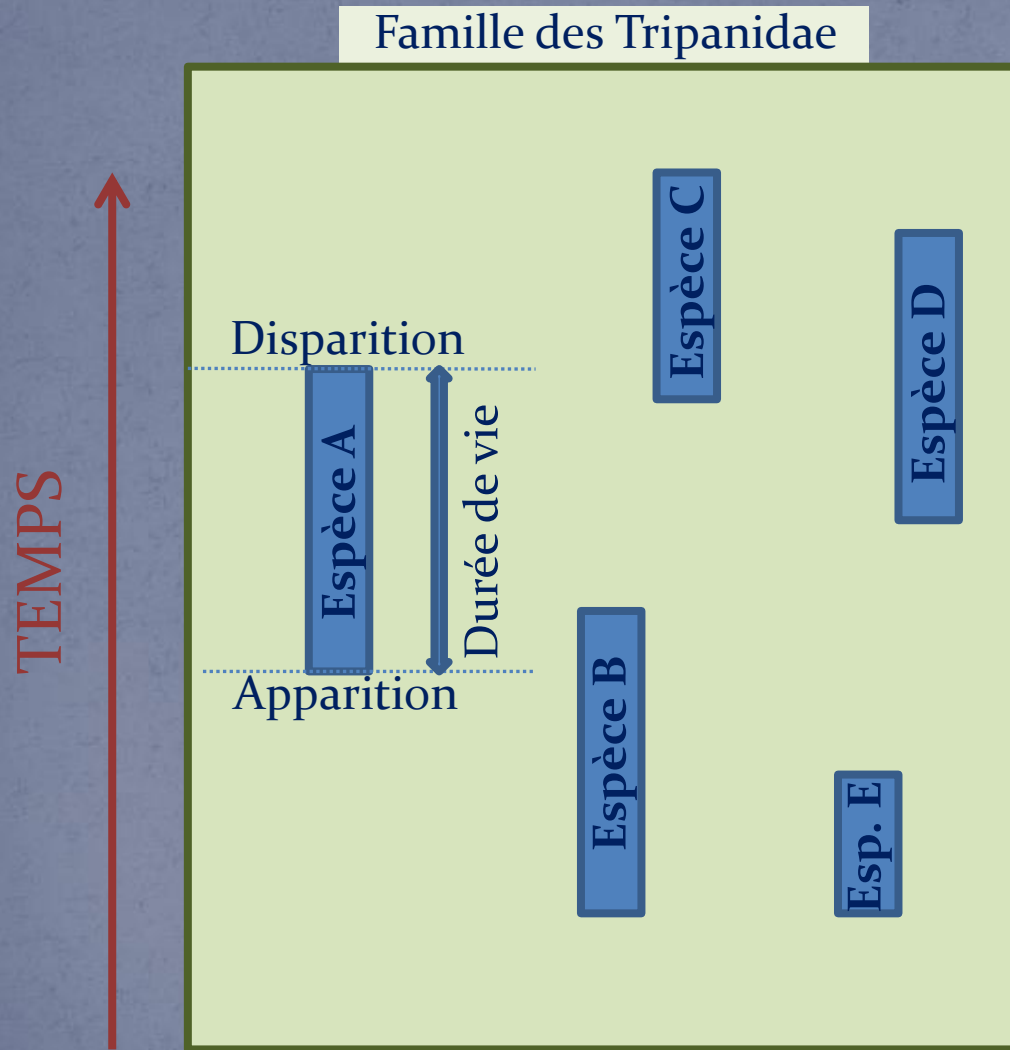 Famille des Tripanidae
TEMPS
Disparition
Espèce A
Durée de vie
Apparition
Espèce B
Espèce C
Espèce D
Esp. E